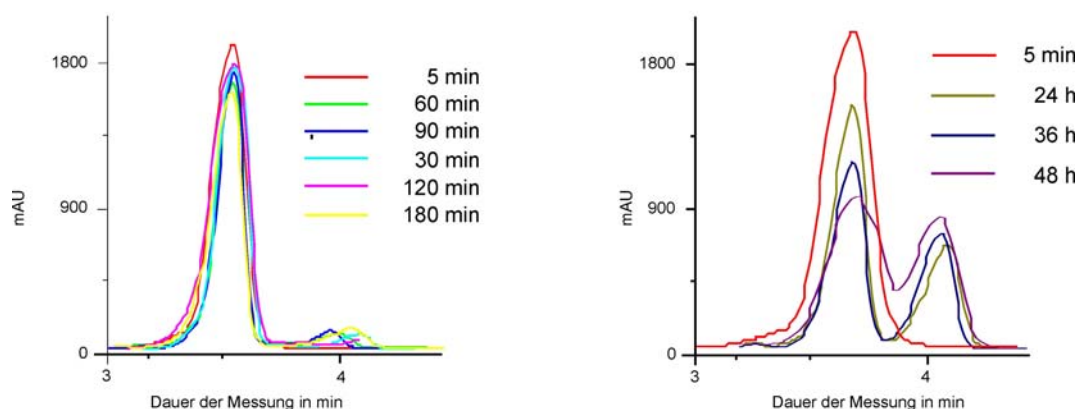 1800
900
0
mAU
3
4
Dauer der Messung in min
5 min
60 min
90 min
30 min
120 min
180 min
1800
900
0
mAU
3
4
Dauer der Messung in min
5 min
24 h
36 h
48 h